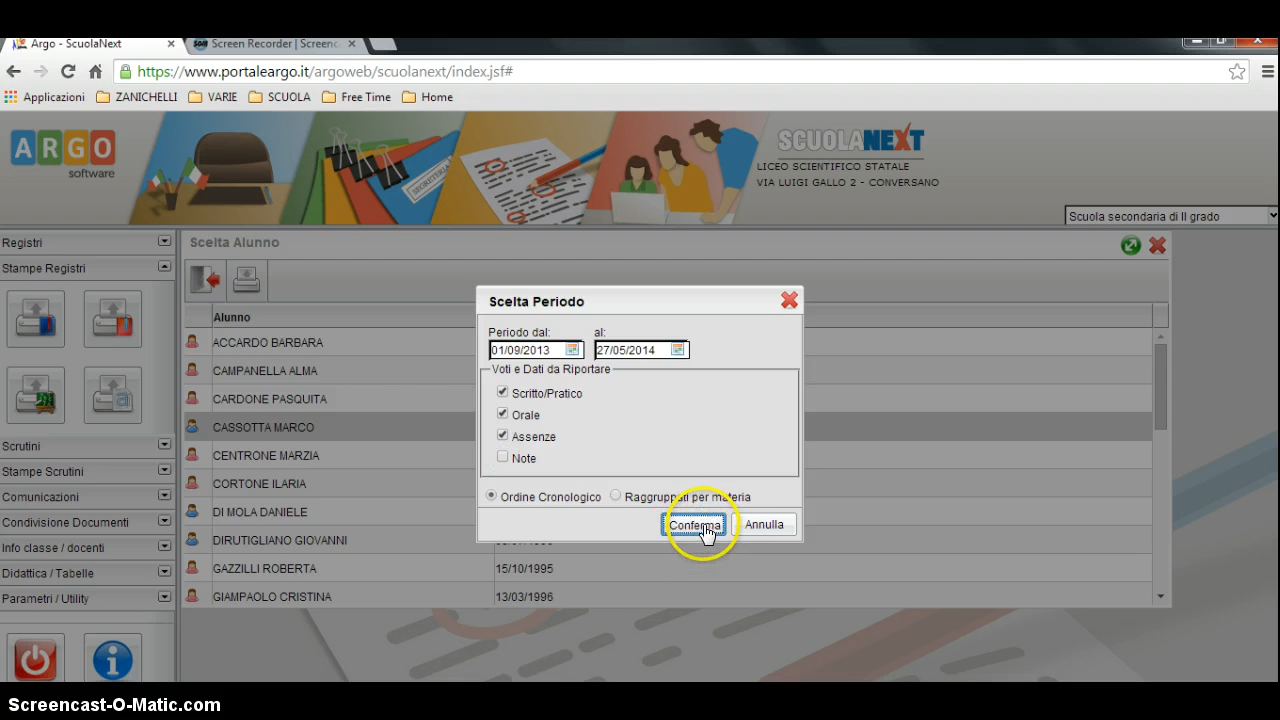 Argo - ScuolaNext
Screen Recorder | Screenc
https://www.portaleargo.it/argoweb/scuolanext/index.jsf#
Applicazioni ZANICHELLI VARIE SCUOLA Free Time Home
ARGO
software
SEGRETERIA
SCUOLANEXT
LICEO SCIENTIFICO STATALE
VIA LUIGI GALLO 2 - CONVERSANO
Scuola secondaria di II grado
Registri
Stampe Registri
Scrutini
Stampe Scrutini
Comunicazioni
Condivisione Documenti
Info classe / docenti
Didattica / Tabelle
Parametri / Utility
Scelta Alunno
Alunno
ACCARDO BARBARA
CAMPANELLA ALMA
CARDONE PASQUITA
CASSOTTA MARCO
CENTRONE MARZIA
CORTONE ILARIA
DI MOLA DANIELE
DIRUTIGLIANO GIOVANNI
GAZZILLI ROBERTA 15/10/1995
GIAMPAOLO CRISTINA 13/03/1996
Scelta Periodo
Periodo dal: al:
01/09/2013 27/05/2014
Voti e Dati da Riportare
Scritto/Pratico
Orale
Assenze
Note
Ordine Cronologico Raggruppati per materia
Conferma Annulla
Screencast-O-Matic.com